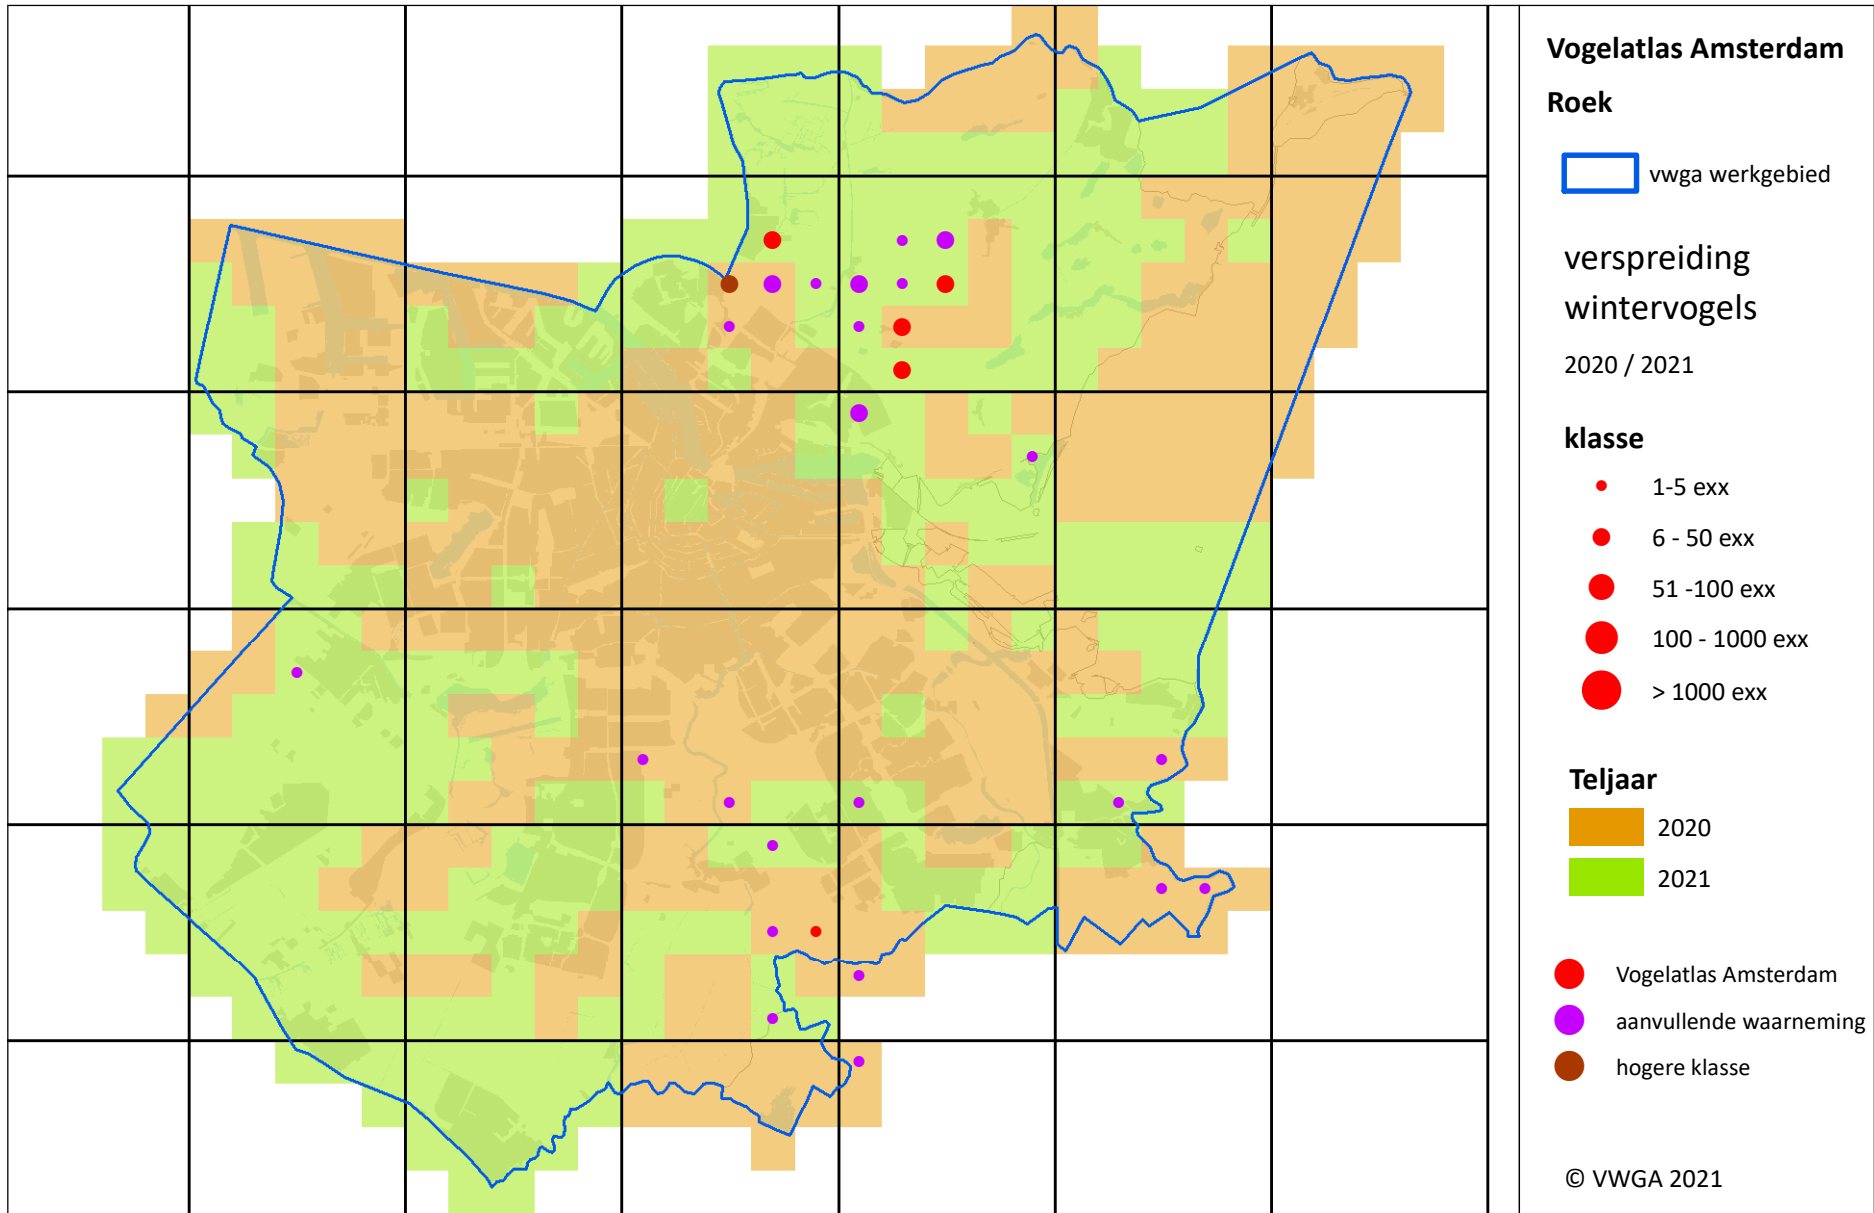 Vogelatlas Amsterdam
Roek
vwga werkgebied
verspreiding
wintervogels
2020 / 2021
klasse
1-5 exx
6 - 50 exx
51 -100 exx
100 - 1000 exx
> 1000 exx
Teljaar
2020
2021
Vogelatlas Amsterdam
aanvullende waarneming
hogere klasse
© VWGA 2021